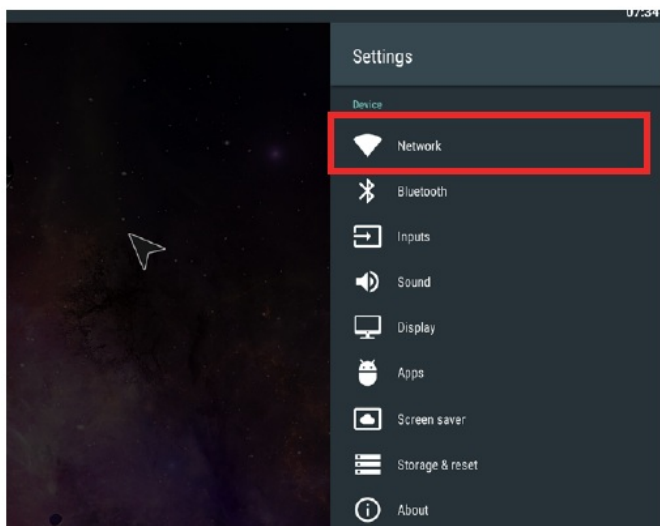 07:34
Settings
Device
Network
Bluetooth
Inputs
Sound
Display
Apps
Screen saver
Storage & reset
About